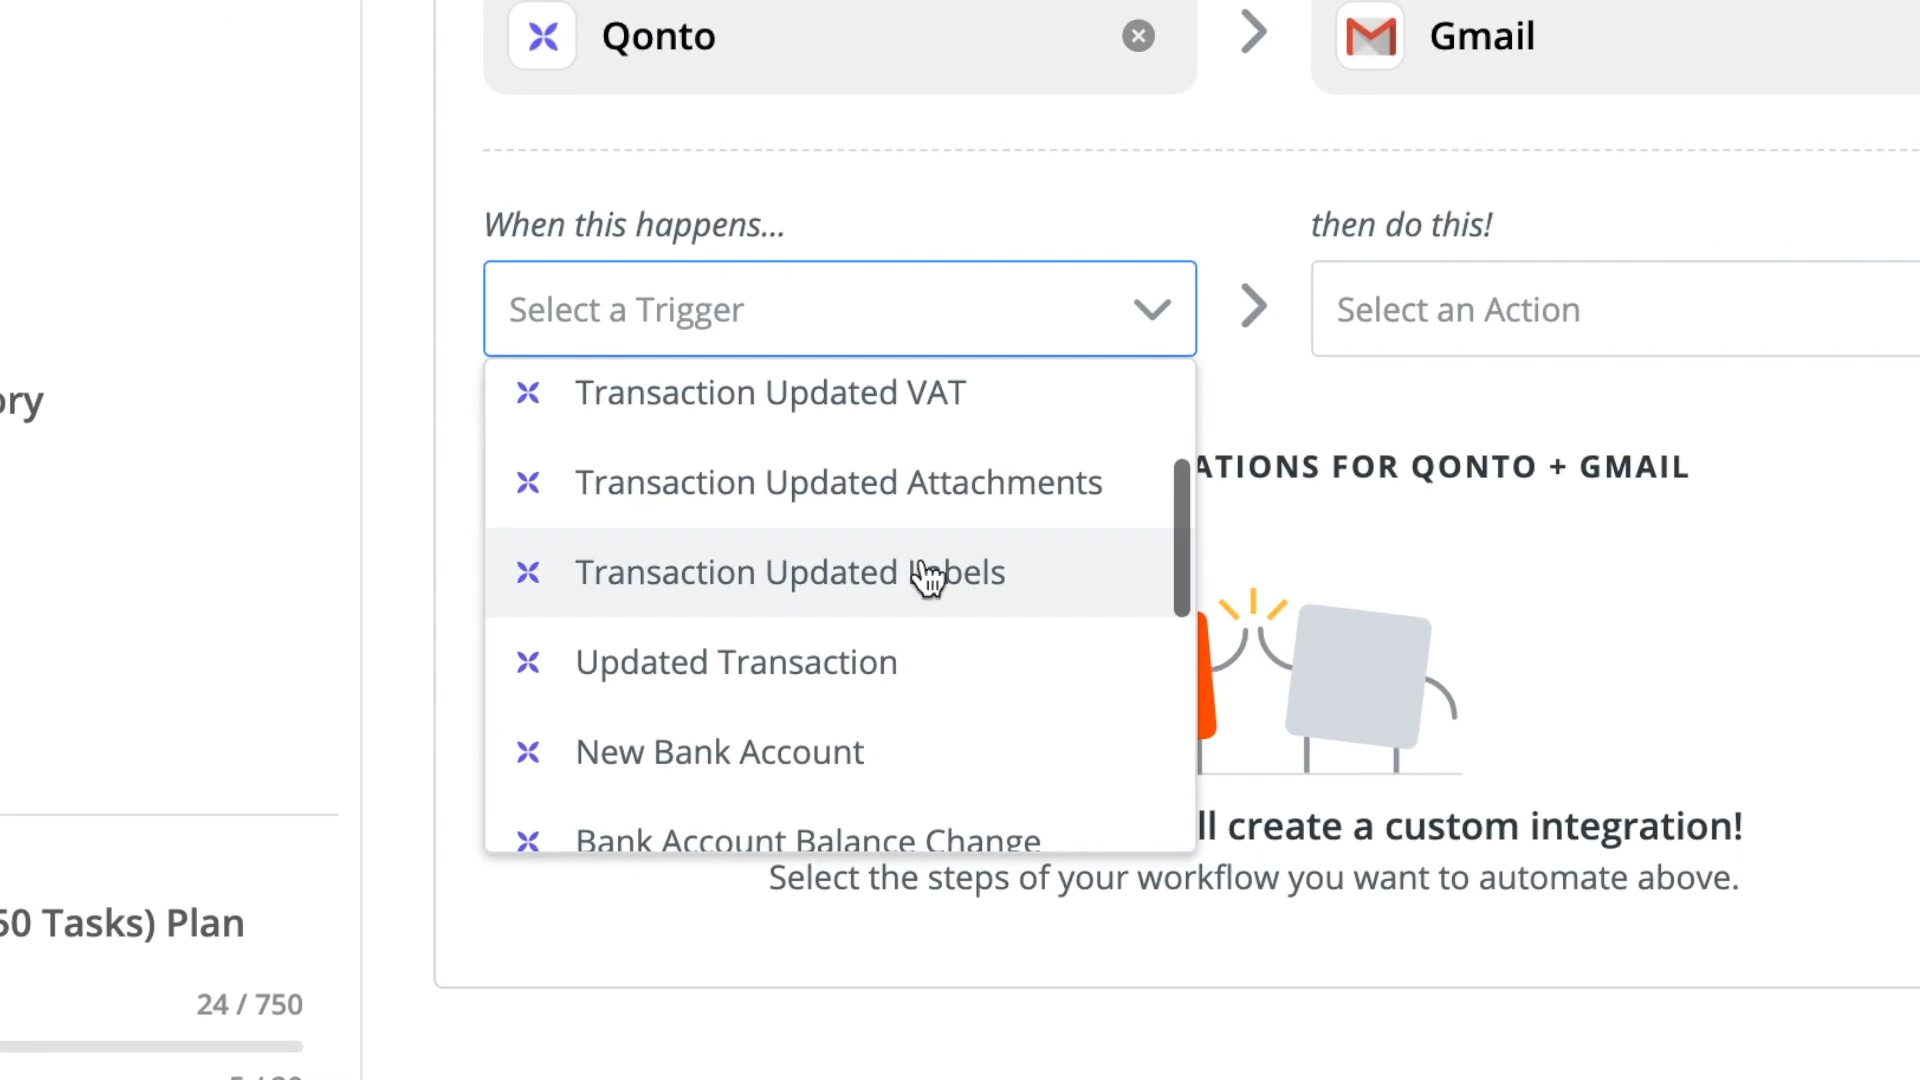 Qonto
Gmail
When this happens...
then do this!
Select a Trigger
Select an Action
Transaction Updated VAT
ory
ATIONS FOR QONTO + GMAIL
Transaction Updated Attachments
Transaction Updated Labels
Updated Transaction
New Bank Account
Bank Account Balance Change
ll create a custom integration!
Select the steps of your workflow you want to automate above.
50 Tasks) Plan
24 / 750